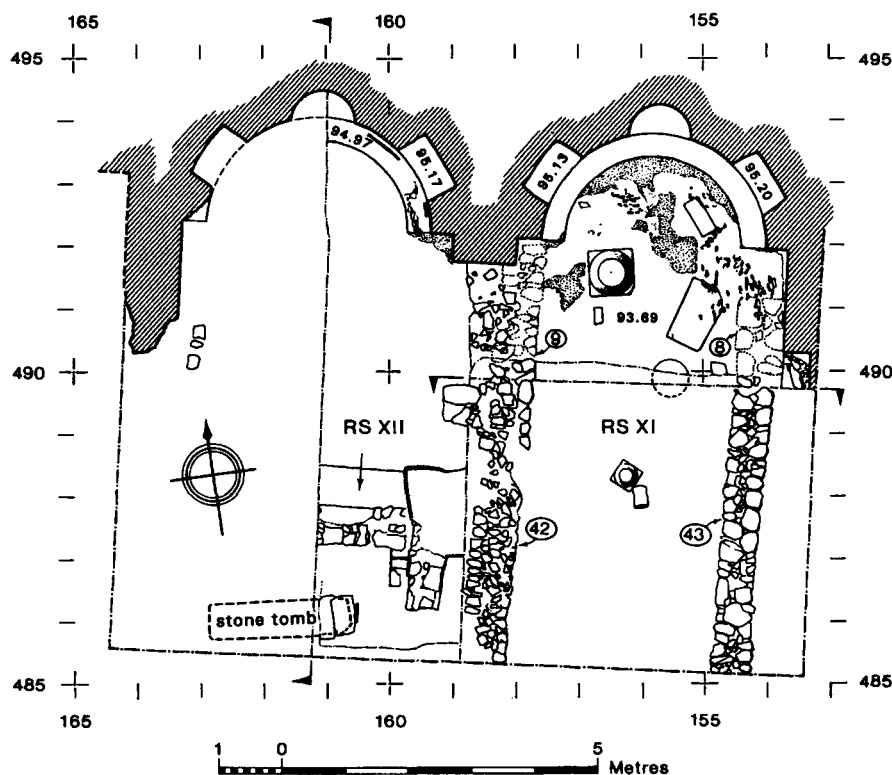 165 160 155
495 495
94.97
95.17
95.13
95.20
93.69
9
8
490 490
RS XII
RS XI
42
43
stone tomb
485 485
165 160 155
1 0 5 Metres